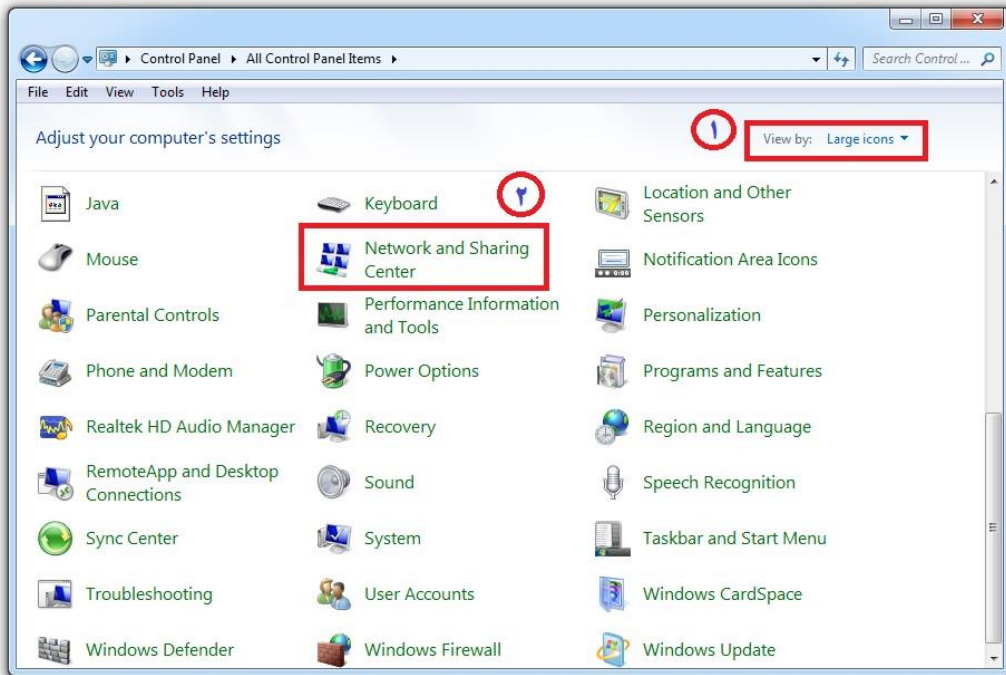 Control Panel ▸ All Control Panel Items ▸
Search Control ...
File Edit View Tools Help
Adjust your computer's settings
۱
View by: Large icons
Java
Keyboard
۲
Location and Other
Sensors
Mouse
Network and Sharing
Center
Notification Area Icons
Parental Controls
Performance Information
and Tools
Personalization
Phone and Modem
Power Options
Programs and Features
Realtek HD Audio Manager
Recovery
Region and Language
RemoteApp and Desktop
Connections
Sound
Speech Recognition
Sync Center
System
Taskbar and Start Menu
Troubleshooting
User Accounts
Windows CardSpace
Windows Defender
Windows Firewall
Windows Update